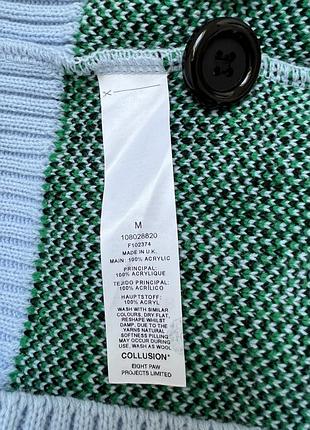 M
108028820
F102374
MADE IN U.K.
MAIN: 100% ACRYLIC
PRINCIPAL:
100% ACRYLIQUE
TEJIDO PRINCIPAL:
100% ACRÍLICO
HAUPTSTOFF:
100% ACRYL
WASH WITH SIMILAR
COLOURS, DRY FLAT,
RESHAPE WHILST
DAMP, DUE TO THE
YARNS NATURAL
SOFTNESS PILLING
MAY OCCUR DURING
USE, WASH AS WOOL
COLLUSION*
EIGHT PAW
PROJECTS LIMITED